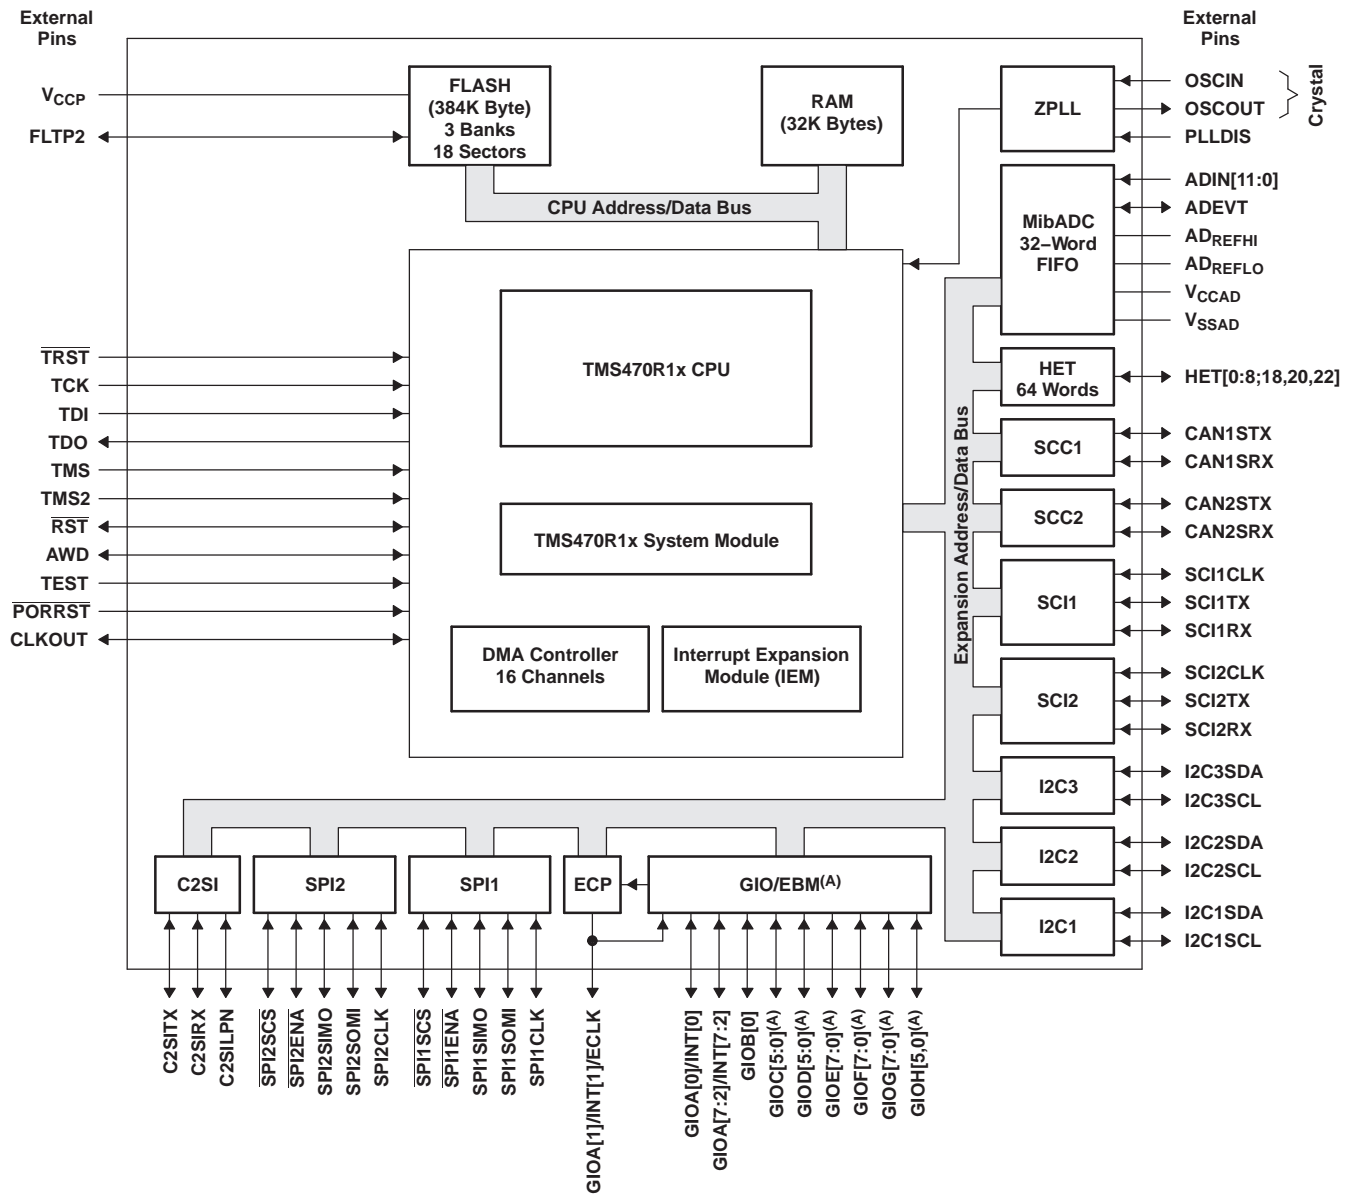 External
Pins
External
Pins
V_CCP
FLTP2
FLASH
(384K Byte)
3 Banks
18 Sectors
RAM
(32K Bytes)
ZPLL
OSCIN
OSCOUT
PLLDIS
Crystal
CPU Address/Data Bus
MibADC
32–Word
FIFO
ADIN[11:0]
ADEVT
AD_REFHI
AD_REFLO
V_CCAD
V_SSAD
TRST
TCK
TDI
TDO
TMS
TMS2
RST
AWD
TEST
PORRST
CLKOUT
TMS470R1x CPU
TMS470R1x System Module
DMA Controller
16 Channels
Interrupt Expansion
Module (IEM)
Expansion Address/Data Bus
HET
64 Words
HET[0:8;18,20,22]
SCC1
CAN1STX
CAN1SRX
SCC2
CAN2STX
CAN2SRX
SCI1
SCI1CLK
SCI1TX
SCI1RX
SCI2
SCI2CLK
SCI2TX
SCI2RX
I2C3
I2C3SDA
I2C3SCL
I2C2
I2C2SDA
I2C2SCL
I2C1
I2C1SDA
I2C1SCL
C2SI
SPI2
SPI1
ECP
GIO/EBM(A)
C2SITX
C2SIRX
C2SILPN
SPI2SCS
SPI2ENA
SPI2SIMO
SPI2SOMI
SPI2CLK
SPI1SCS
SPI1ENA
SPI1SIMO
SPI1SOMI
SPI1CLK
GIOA[1]/INT[1]/ECLK
GIOA[0]/INT[0]
GIOA[7:2]/INT[7:2]
GIOB[0]
GIOC[5:0](A)
GIOD[5:0](A)
GIOE[7:0](A)
GIOF[7:0](A)
GIOG[7:0](A)
GIOH[5,0](A)